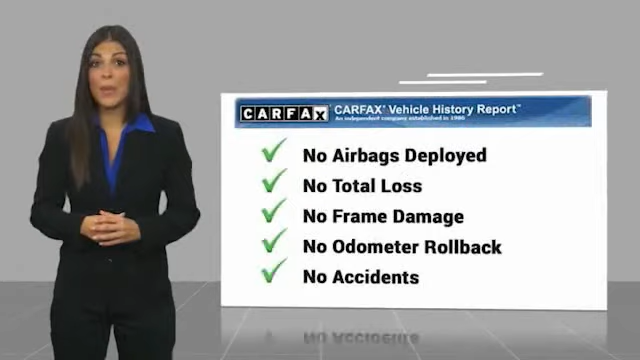 CARFAX CARFAX® Vehicle History Report™
An independent company established in 1986
No Airbags Deployed
No Total Loss
No Frame Damage
No Odometer Rollback
No Accidents